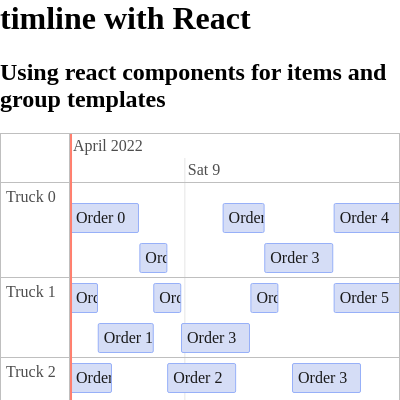 timline with React
Using react components for items and
group templates
April 2022
Sat 9
Truck 0
Order 0
Order
Order 4
Ord
Order 3
Truck 1
Ord
Ord
Ord
Order 5
Order 1
Order 3
Truck 2
Order
Order 2
Order 3